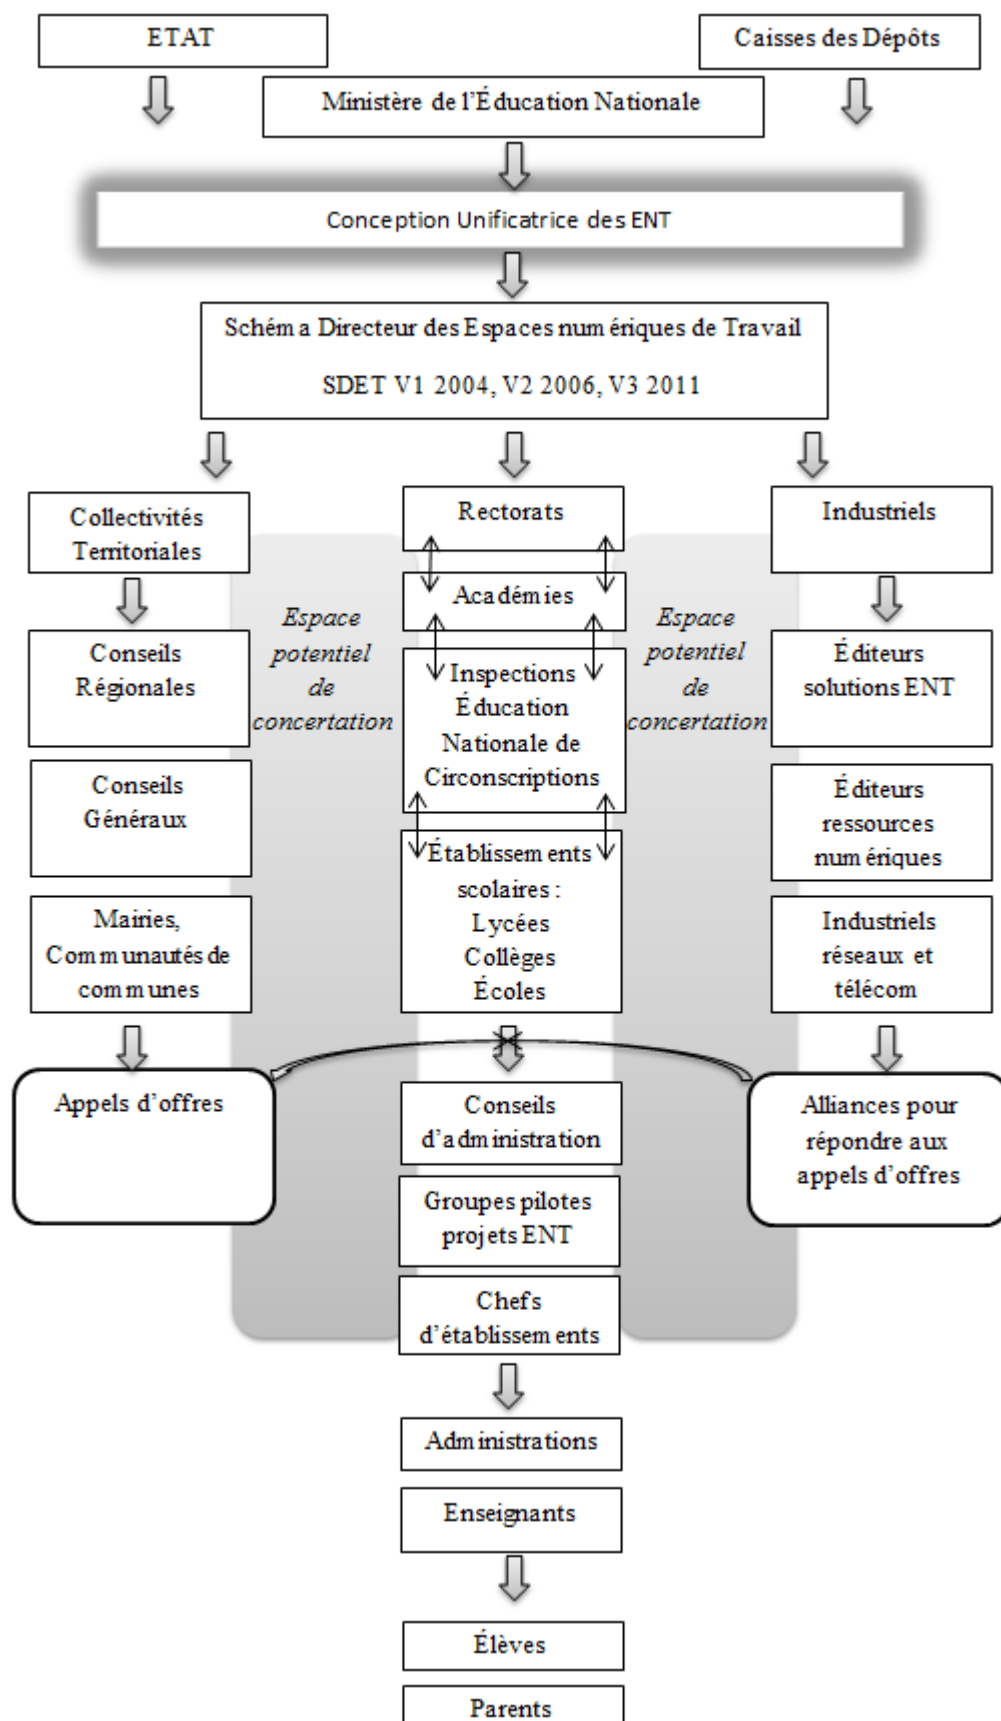 ETAT
Caisses des Dépôts
Ministère de l'Éducation Nationale
Conception Unificatrice des ENT
Schéma Directeur des Espaces numériques de Travail
SDET V1 2004, V2 2006, V3 2011
Collectivités
Territoriales
Conseils
Régionales
Conseils
Généraux
Mairies,
Communautés de
communes
Appels d'offres
Espace
potentiel
de
concertation
Rectorats
Académies
Inspections
Éducation
Nationale de
Circonscriptions
Établissements
scolaires :
Lycées
Collèges
Écoles
Conseils
d'administration
Groupes pilotes
projets ENT
Chefs
d'établissements
Administrations
Enseignants
Élèves
Parents
Espace
potentiel
de
concertation
Industriels
Éditeurs
solutions ENT
Éditeurs
ressources
numériques
Industriels
réseaux et
télécom
Alliances pour
répondre aux
appels d'offres